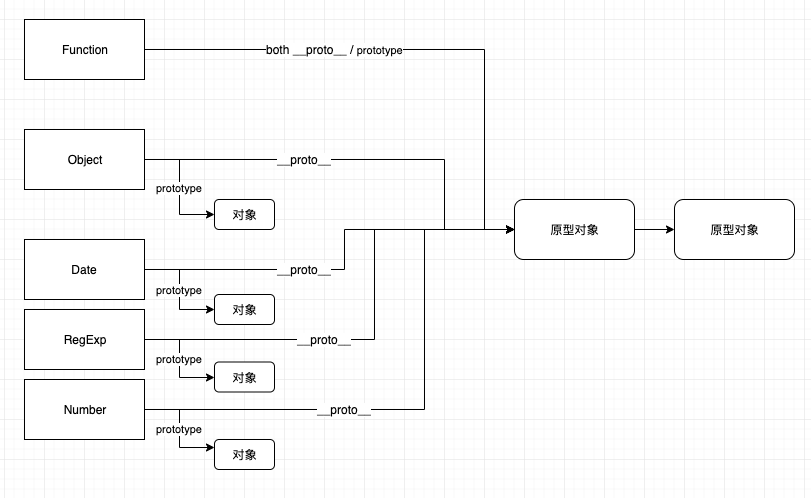 Function
both __proto__ / prototype
Object
__proto__
prototype
对象
原型对象
原型对象
Date
__proto__
prototype
对象
RegExp
__proto__
prototype
对象
Number
__proto__
prototype
对象